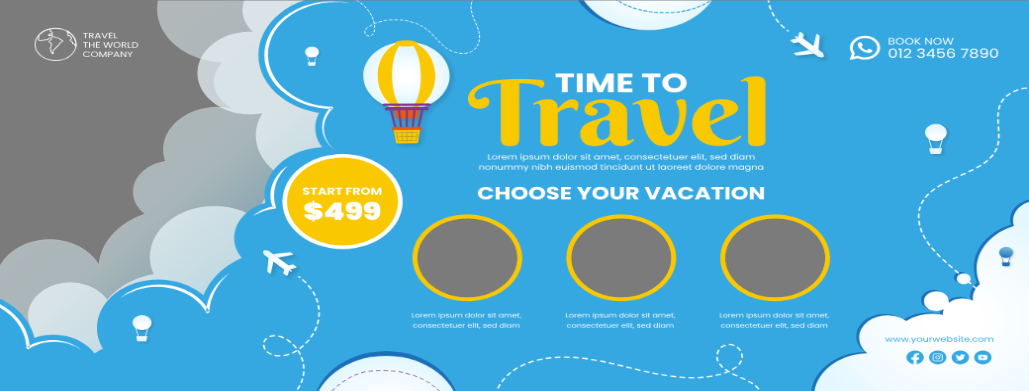 TRAVEL
THE WORLD
COMPANY
BOOK NOW
012 3456 7890
TIME TO
Travel
Lorem ipsum dolor sit amet, consectetuer elit, sed diam
nonummy nibh euismod tincidunt ut laoreet dolore magna
START FROM
$499
CHOOSE YOUR VACATION
Lorem ipsum dolor sit amet,
consectetuer elit, sed diam
Lorem ipsum dolor sit amet,
consectetuer elit, sed diam
Lorem ipsum dolor sit amet,
consectetuer elit, sed diam
www.yourwebsite.com